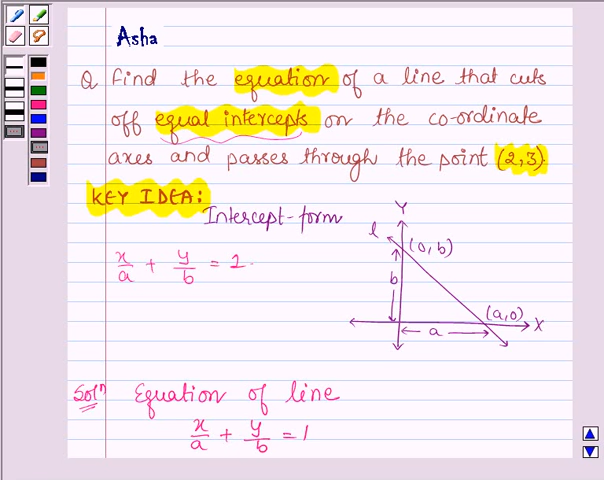 Asha
Q Find the equation of a line that cuts
off equal intercepts on the co-ordinate
axes and passes through the point (2,3).
KEY IDEA:
Intercept-form
x/a + y/b = 2.
Y
l
(0, b)
b
(a,0)
X
a
Solⁿ Equation of line
x/a + y/b = 1